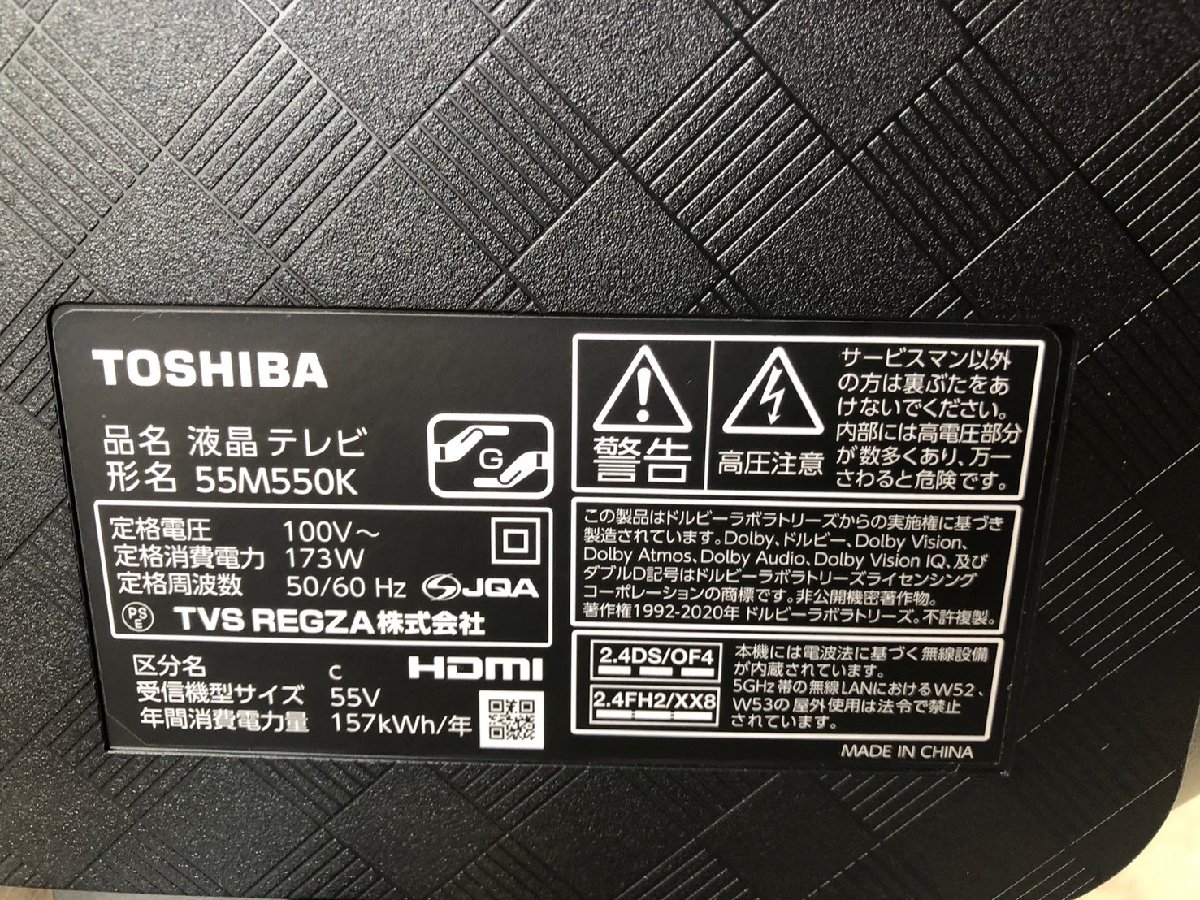 TOSHIBA
品名 液晶テレビ
形名 55M550K
G
定格電圧 100V～
定格消費電力 173W
定格周波数 50/60 Hz
JQA
PS
E
TVS REGZA株式会社
区分名 c
HDMI
受信機型サイズ 55V
年間消費電力量 157kWh/年
警告
高圧注意
サービスマン以外
の方は裏ぶたをあ
けないでください。
内部には高電圧部分
が数多くあり、万一
さわると危険です。
この製品はドルビーラボラトリーズからの実施権に基づき
製造されています。Dolby、ドルビー、Dolby Vision、
Dolby Atmos、Dolby Audio、Dolby Vision IQ、及び
ダブルD記号はドルビーラボラトリーズライセンシング
コーポレーションの商標です。非公開機密著作物。
著作権1992-2020年 ドルビーラボラトリーズ。不許複製。
2.4DS/OF4
2.4FH2/XX8
本機には電波法に基づく無線設備
が内蔵されています。
5GHz帯の無線LANにおけるW52、
W53の屋外使用は法令で禁止
されています。
MADE IN CHINA